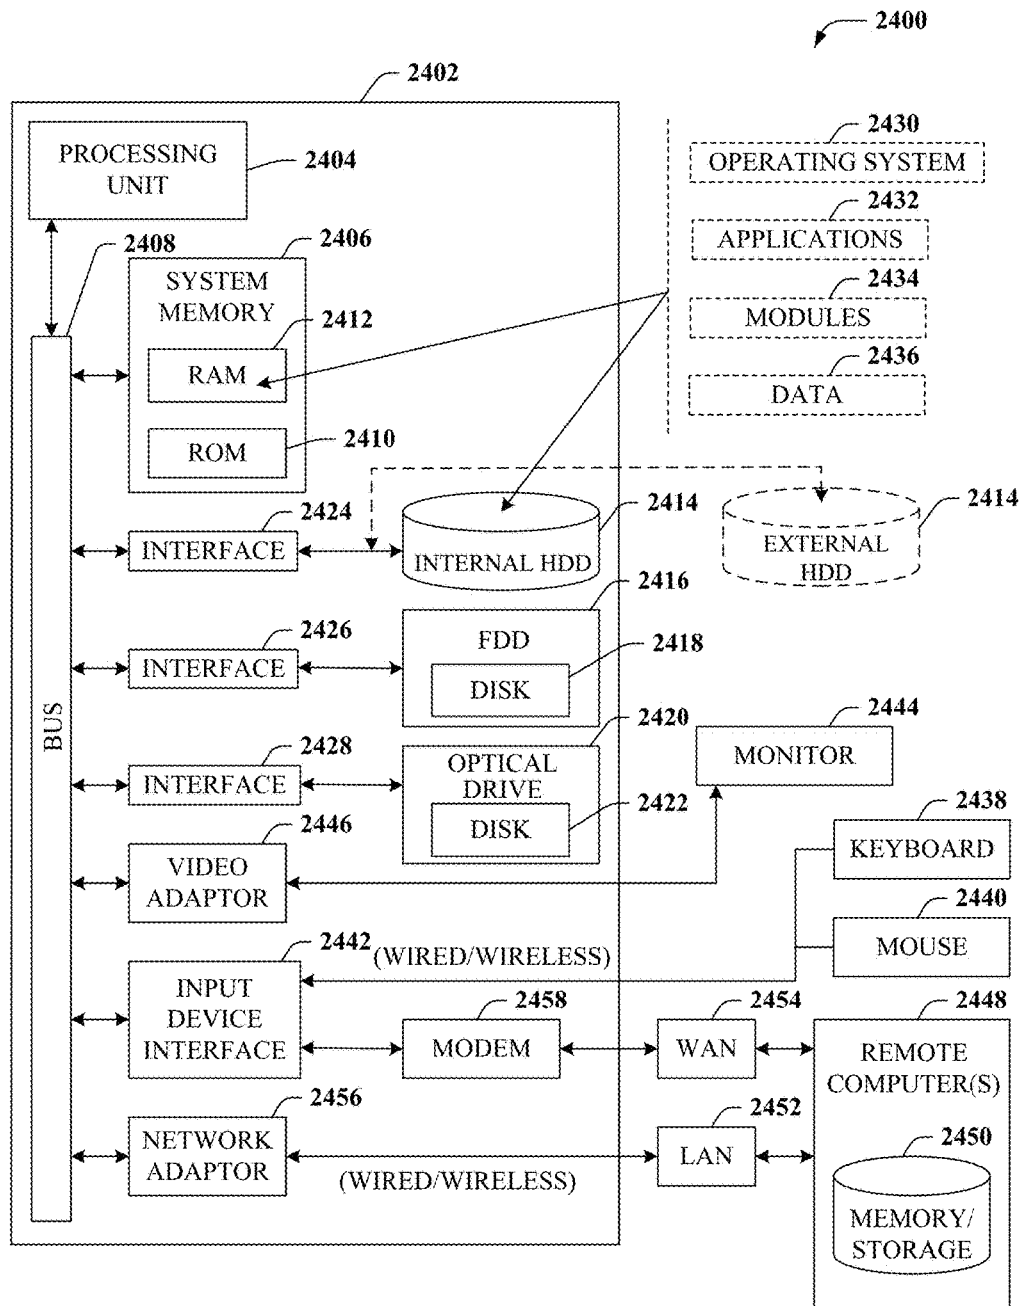 2400
2402
PROCESSING
UNIT
2404
2430
OPERATING SYSTEM
2432
APPLICATIONS
2434
MODULES
2436
DATA
2408
2406
SYSTEM
MEMORY
2412
RAM
2410
ROM
2424
INTERFACE
2414
INTERNAL HDD
2414
EXTERNAL
HDD
2416
FDD
2418
DISK
2426
INTERFACE
BUS
2420
OPTICAL
DRIVE
2422
DISK
2428
INTERFACE
2444
MONITOR
2446
VIDEO
ADAPTOR
2438
KEYBOARD
2440
MOUSE
2442
(WIRED/WIRELESS)
INPUT
DEVICE
INTERFACE
2458
MODEM
2454
WAN
2448
REMOTE
COMPUTER(S)
2456
NETWORK
ADAPTOR
(WIRED/WIRELESS)
2452
LAN
2450
MEMORY/
STORAGE